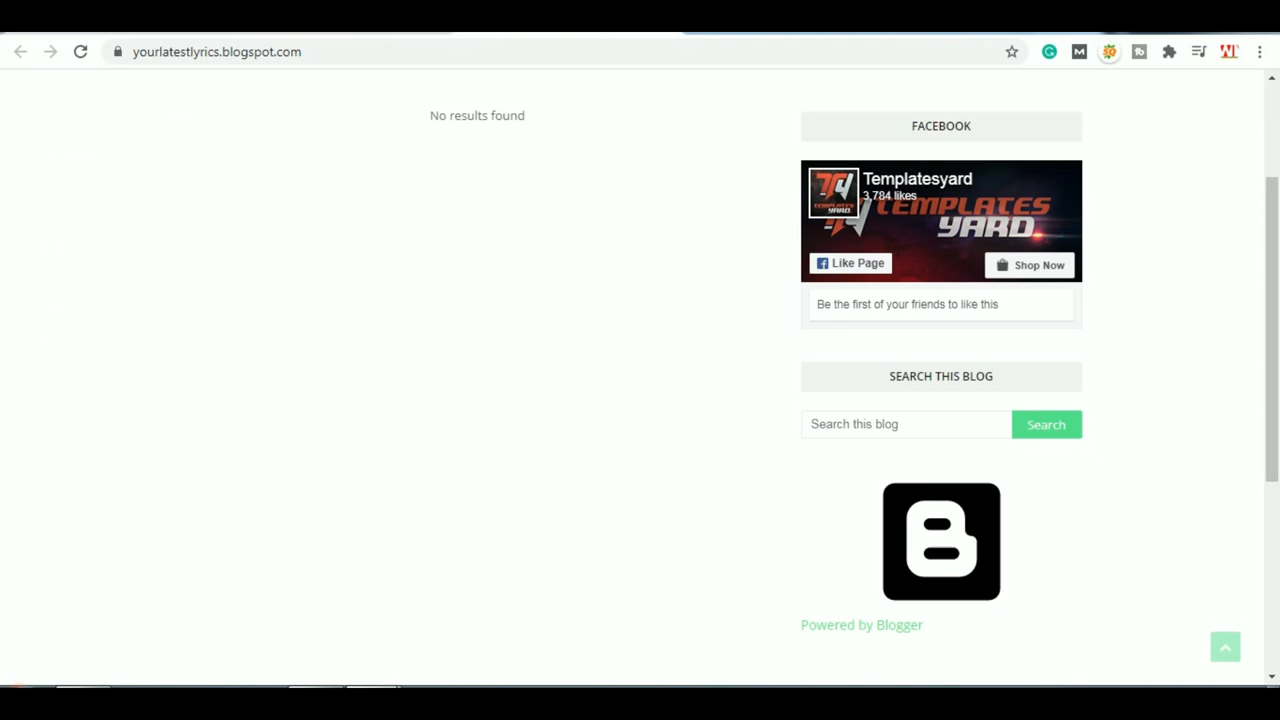 yourlatestlyrics.blogspot.com
No results found
FACEBOOK
Templatesyard
3,784 likes
TEMPLATES
YARD
Like Page
Shop Now
Be the first of your friends to like this
SEARCH THIS BLOG
Search this blog
Search
Powered by Blogger